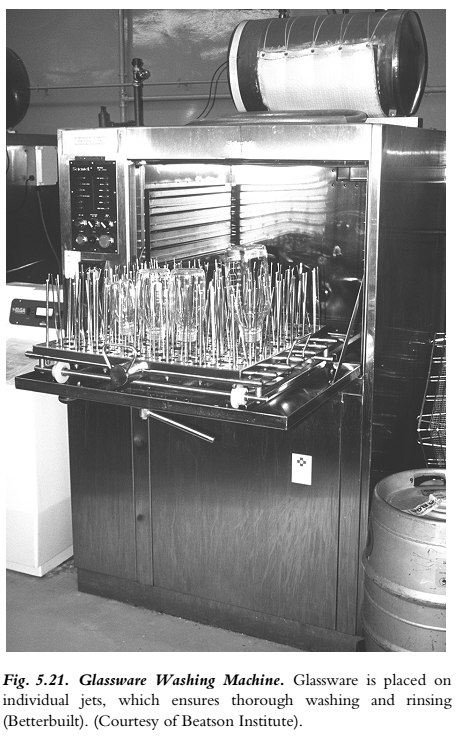 Fig. 5.21. Glassware Washing Machine. Glassware is placed on
individual jets, which ensures thorough washing and rinsing
(Betterbuilt). (Courtesy of Beatson Institute).